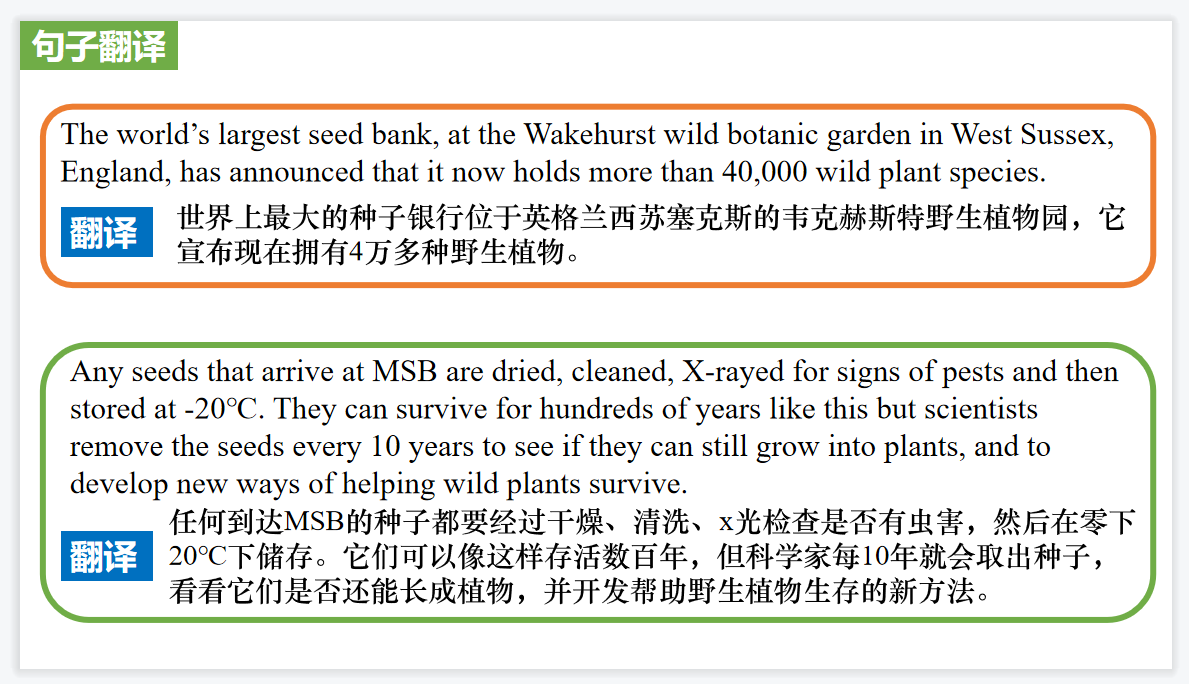 句子翻译
The world’s largest seed bank, at the Wakehurst wild botanic garden in West Sussex,
England, has announced that it now holds more than 40,000 wild plant species.
翻译
世界上最大的种子银行位于英格兰西苏塞克斯的韦克赫斯特野生植物园，它
宣布现在拥有4万多种野生植物。
Any seeds that arrive at MSB are dried, cleaned, X-rayed for signs of pests and then
stored at -20℃. They can survive for hundreds of years like this but scientists
remove the seeds every 10 years to see if they can still grow into plants, and to
develop new ways of helping wild plants survive.
翻译
任何到达MSB的种子都要经过干燥、清洗、x光检查是否有虫害，然后在零下
20℃下储存。它们可以像这样存活数百年，但科学家每10年就会取出种子，
看看它们是否还能长成植物，并开发帮助野生植物生存的新方法。